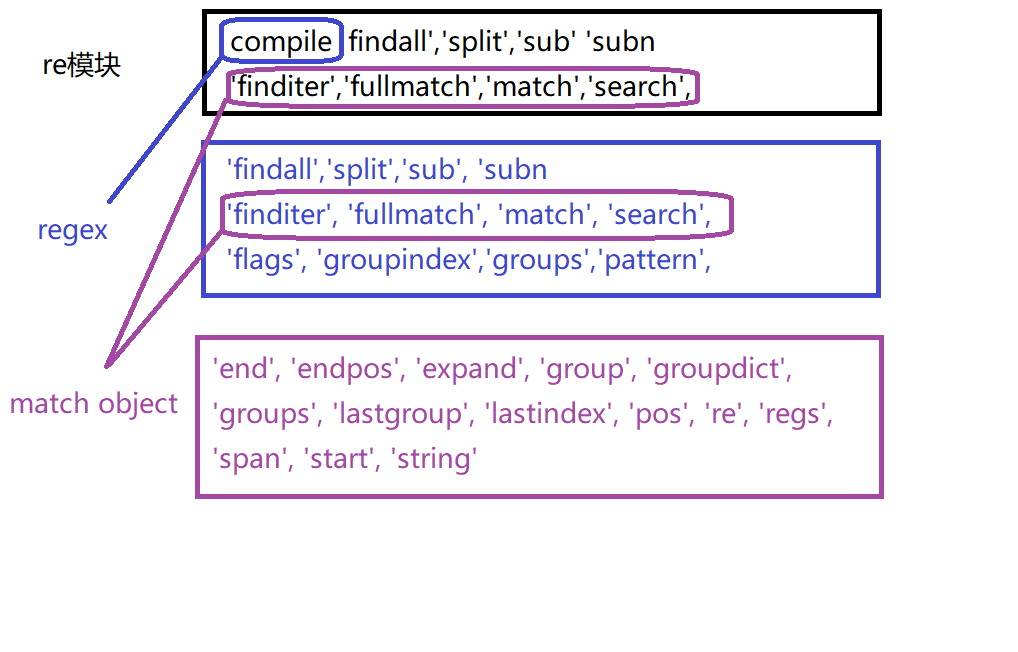 re模块
compile findall','split','sub' 'subn
'finditer','fullmatch','match','search',
regex
'findall','split','sub', 'subn
'finditer', 'fullmatch', 'match', 'search',
'flags', 'groupindex','groups','pattern',
match object
'end', 'endpos', 'expand', 'group', 'groupdict',
'groups', 'lastgroup', 'lastindex', 'pos', 're', 'regs',
'span', 'start', 'string'